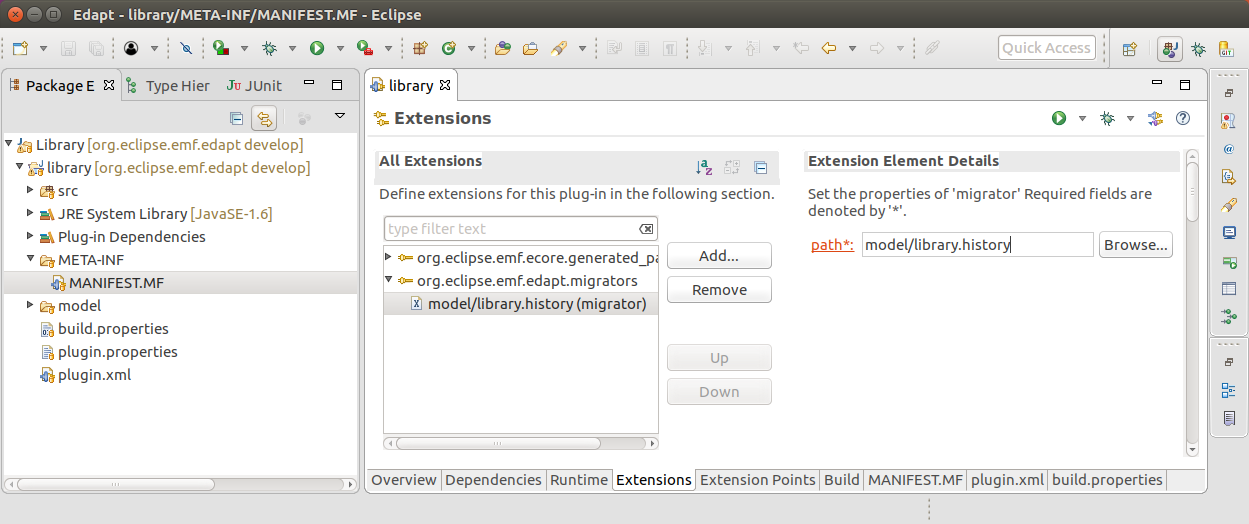 Edapt - library/META-INF/MANIFEST.MF - Eclipse
Quick Access
Package E
Type Hier
JUnit
Library [org.eclipse.emf.edapt develop]
library [org.eclipse.emf.edapt develop]
src
JRE System Library [JavaSE-1.6]
Plug-in Dependencies
META-INF
MANIFEST.MF
model
build.properties
plugin.properties
plugin.xml
library
Extensions
All Extensions
Define extensions for this plug-in in the following section.
type filter text
org.eclipse.emf.ecore.generated_pa
org.eclipse.emf.edapt.migrators
model/library.history (migrator)
Add...
Remove
Up
Down
Extension Element Details
Set the properties of 'migrator' Required fields are
denoted by '*'.
path*: model/library.history Browse...
Overview Dependencies Runtime Extensions Extension Points Build MANIFEST.MF plugin.xml build.properties